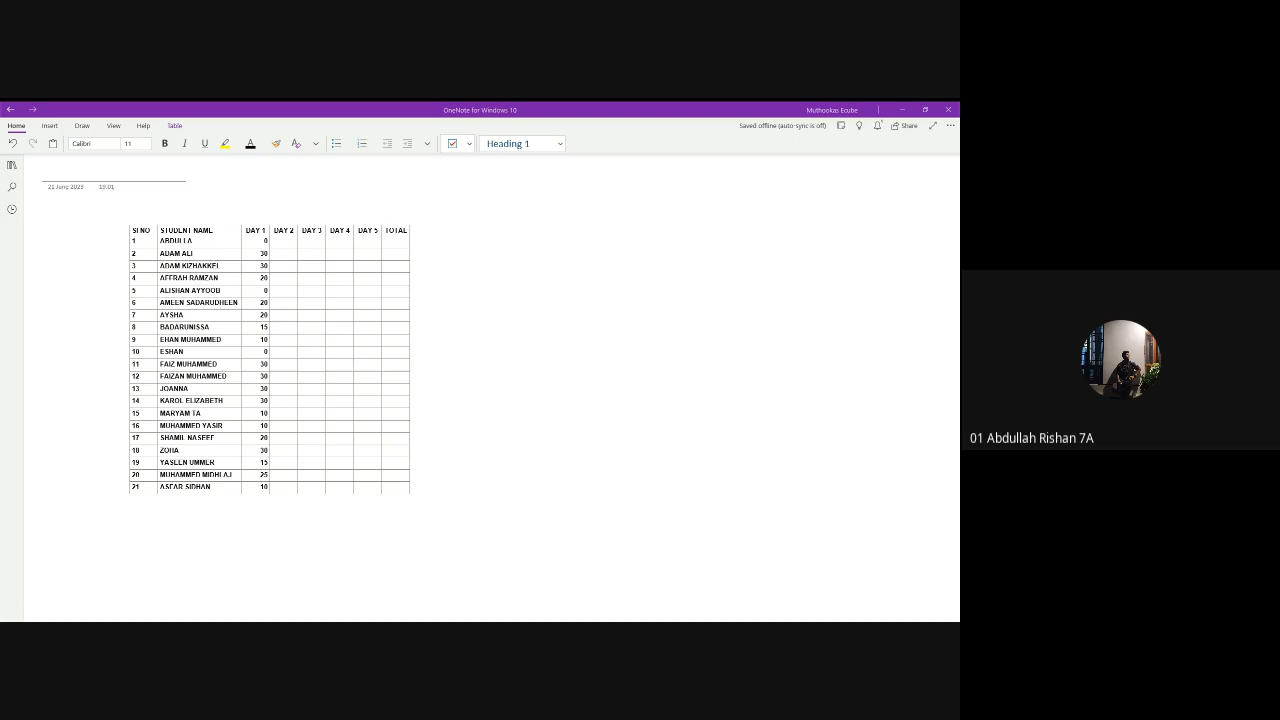 OneNote for Windows 10
Muthookas Ecube
Home Insert Draw View Help Table
Saved offline (auto-sync is off)
Share
Calibri 11 B I U A Heading 1
21 June 2023 19:01
SI NO STUDENT NAME DAY 1 DAY 2 DAY 3 DAY 4 DAY 5 TOTAL
1 ABDULLA 0
2 ADAM ALI 30
3 ADAM KIZHAKKEL 30
4 AFFRAH RAMZAN 20
5 ALISHAN AYYOOB 0
6 AMEEN SADARUDHEEN 20
7 AYSHA 20
8 BADARUNISSA 15
9 EHAN MUHAMMED 10
10 ESHAN 0
11 FAIZ MUHAMMED 30
12 FAIZAN MUHAMMED 30
13 JOANNA 30
14 KAROL ELIZABETH 30
15 MARYAM TA 10
16 MUHAMMED YASIR 10
17 SHAMIL NASEEF 20
18 ZOHA 30
19 YASEEN UMMER 15
20 MUHAMMED MIDHLAJ 25
21 ASFAR SIDHAN 10
01 Abdullah Rishan 7A